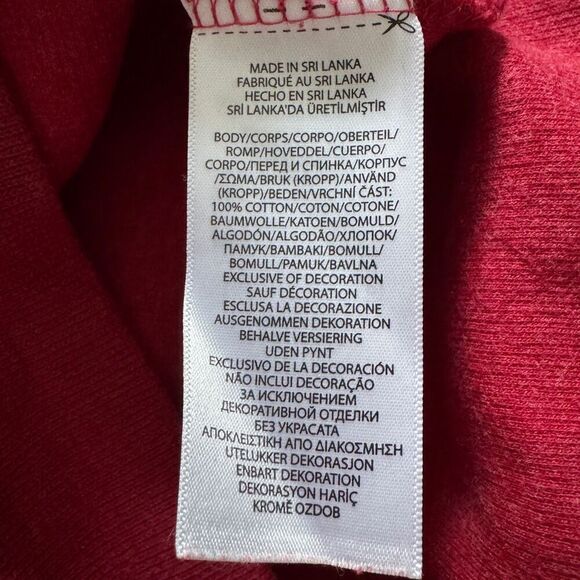 MADE IN SRI LANKA
FABRIQUÉ AU SRI LANKA
HECHO EN SRI LANKA
SRİ LANKA'DA ÜRETİLMİŞTİR
BODY/CORPS/CORPO/OBERTEIL/
ROMP/HOVEDDEL/CUERPO/
CORPO/ПЕРЕД И СПИНКА/КОРПУС
/ΣΩΜΑ/BRUK (KROPP)/ANVÄND
(KROPP)/BEDEN/VRCHNÍ ČÁST:
100% COTTON/COTON/COTONE/
BAUMWOLLE/KATOEN/BOMULD/
ALGODÓN/ALGODÃO/ХЛОПОК/
ПАМУК/ΒΑΜΒΑΚΙ/BOMULL/
BOMULL/PAMUK/BAVLNA
EXCLUSIVE OF DECORATION
SAUF DÉCORATION
ESCLUSA LA DECORAZIONE
AUSGENOMMEN DEKORATION
BEHALVE VERSIERING
UDEN PYNT
EXCLUSIVO DE LA DECORACIÓN
NÃO INCLUI DECORAÇÃO
ЗА ИСКЛЮЧЕНИЕМ
ДЕКОРАТИВНОЙ ОТДЕЛКИ
БЕЗ УКРАСАТА
ΑΠΟΚΛΕΙΣΤΙΚΗ ΑΠΟ ΔΙΑΚΟΣΜΗΣΗ
UTELUKKER DEKORASJON
ENBART DEKORATION
DEKORASYON HARİÇ
KROMĚ OZDOB